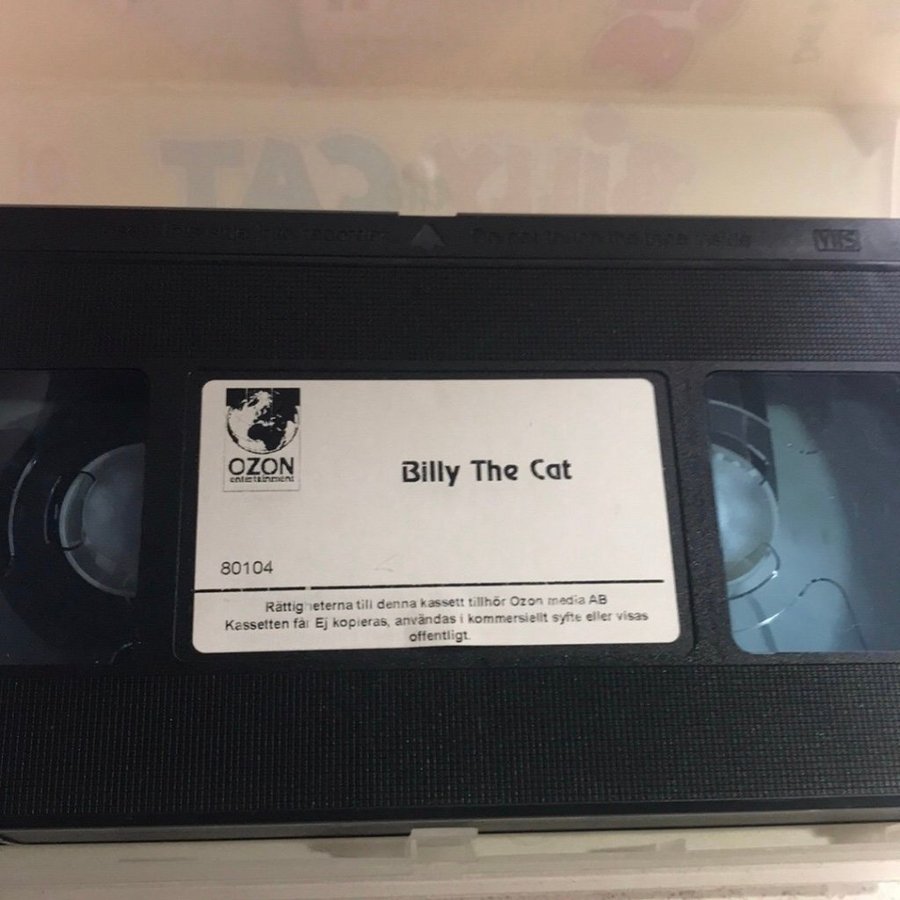 VHS
OZON
entertainment
Billy The Cat
80104
Rättigheterna till denna kassett tillhör Ozon media AB
Kassetten får Ej kopieras, användas i kommersiellt syfte eller visas
offentligt.